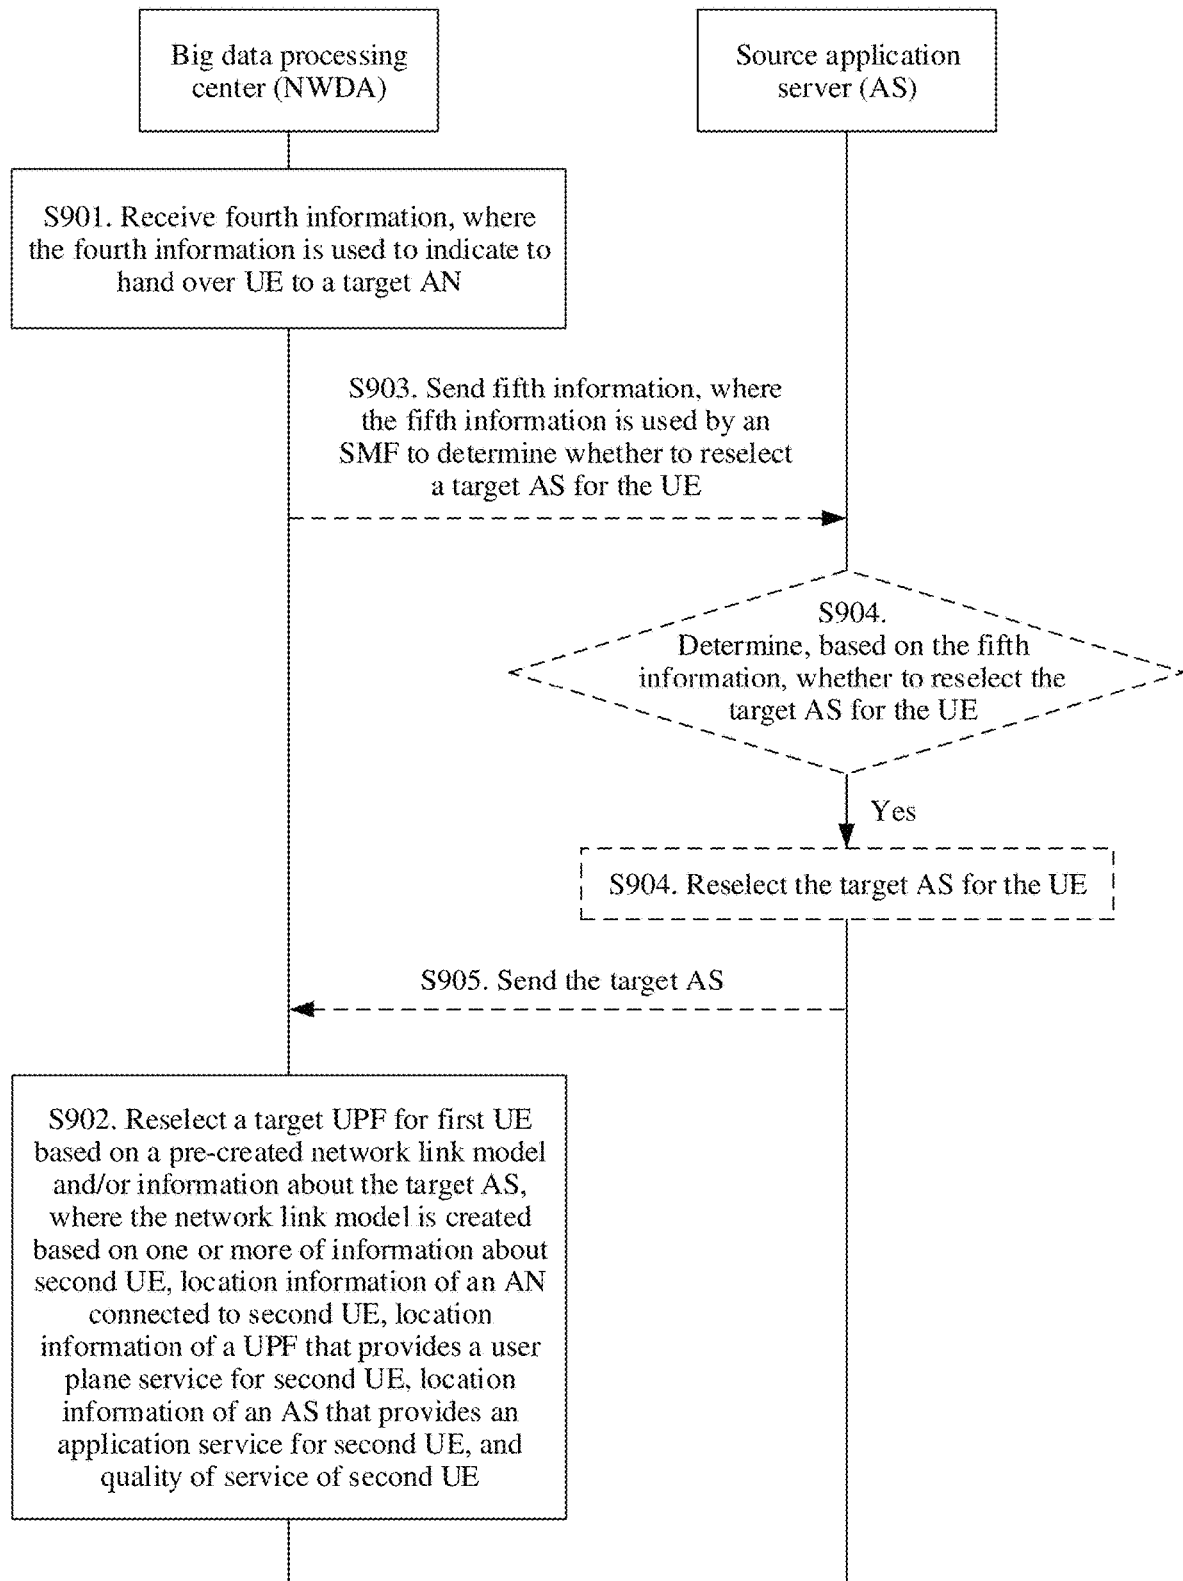 Big data processing
center (NWDA)
Source application
server (AS)
S901. Receive fourth information, where
the fourth information is used to indicate to
hand over UE to a target AN
S903. Send fifth information, where
the fifth information is used by an
SMF to determine whether to reselect
a target AS for the UE
S904.
Determine, based on the fifth
information, whether to reselect the
target AS for the UE
Yes
S904. Reselect the target AS for the UE
S905. Send the target AS
S902. Reselect a target UPF for first UE
based on a pre-created network link model
and/or information about the target AS,
where the network link model is created
based on one or more of information about
second UE, location information of an AN
connected to second UE, location
information of a UPF that provides a user
plane service for second UE, location
information of an AS that provides an
application service for second UE, and
quality of service of second UE